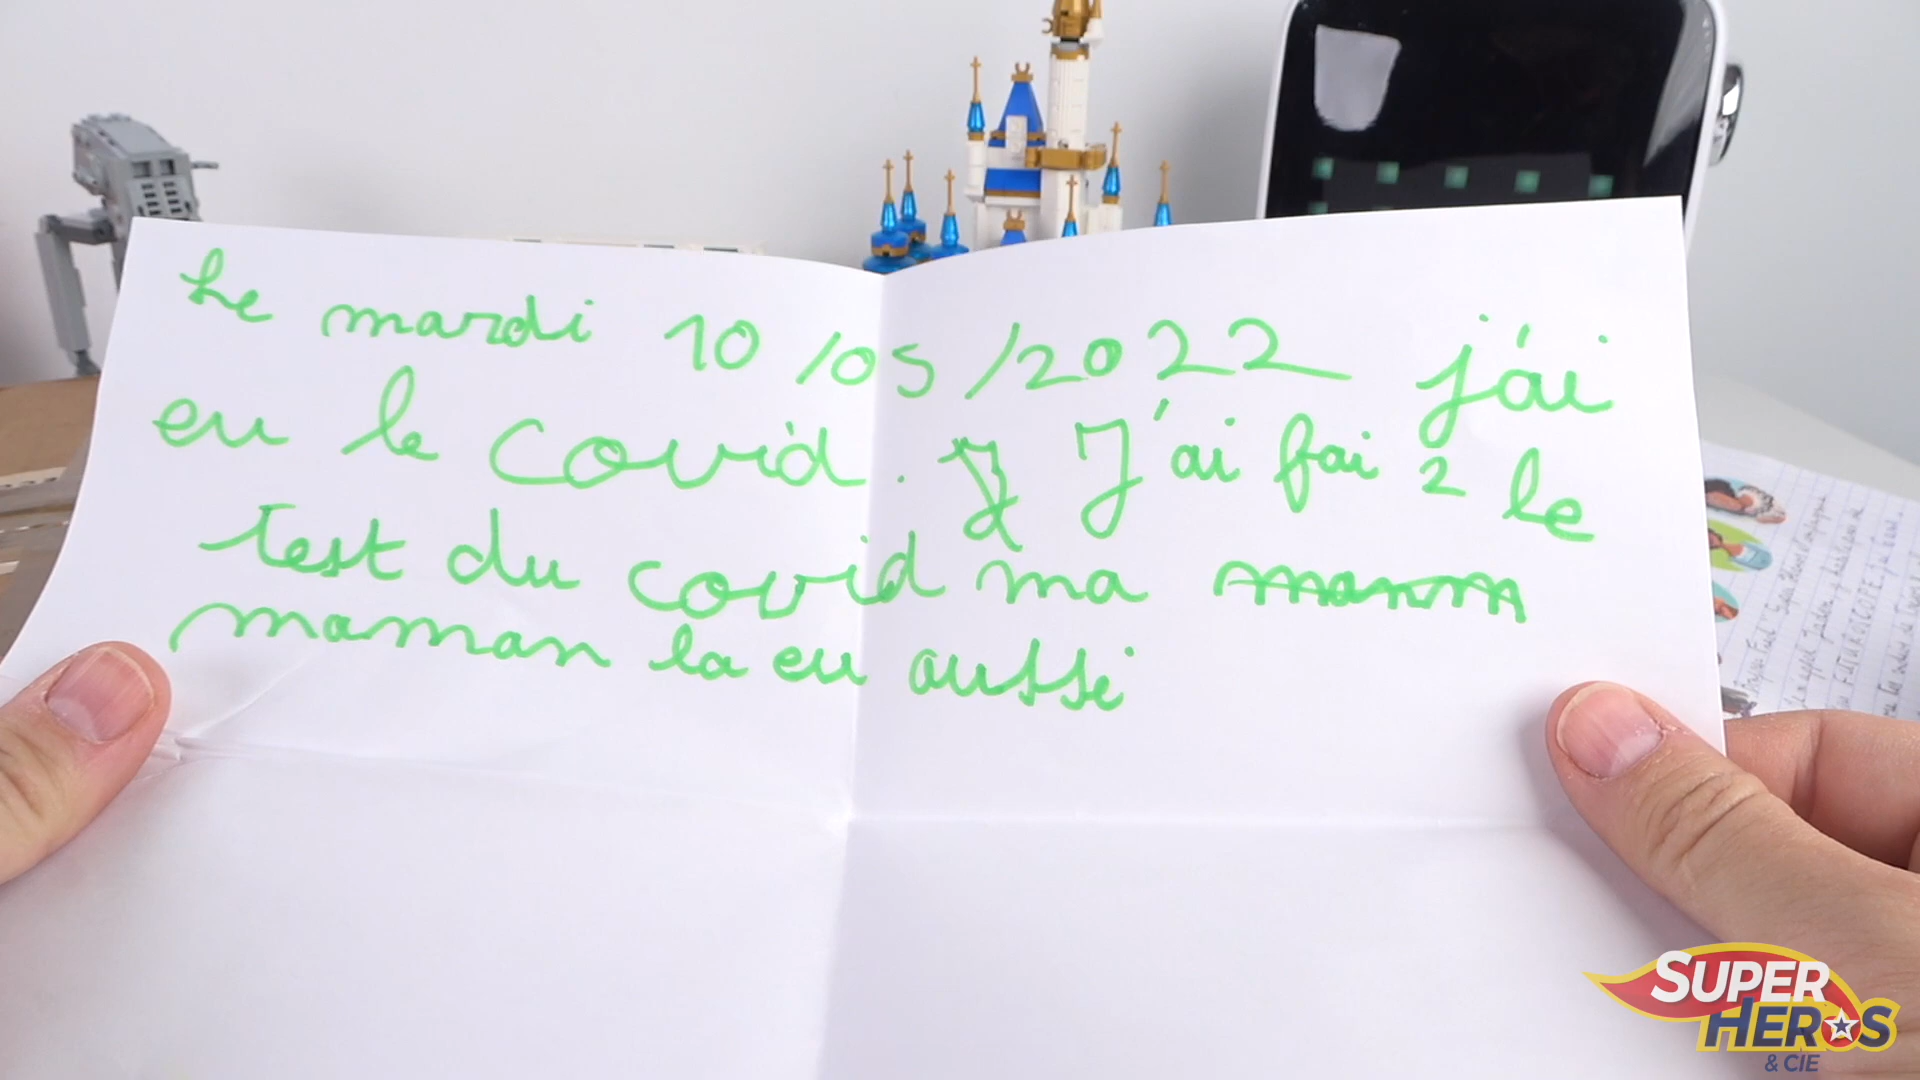 Le mardi 10/05/2022 j'ai
eu le covid. J'ai fai 2 le
test du covid ma
maman la eu aussi
SUPER
HEROS
& CIE